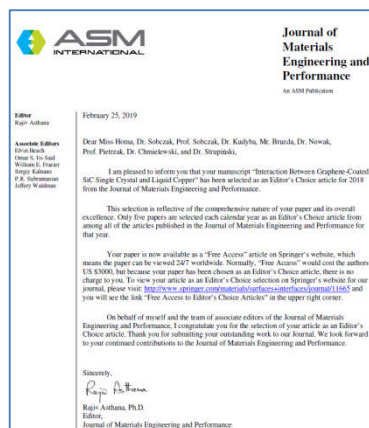 ASM
INTERNATIONAL
Journal of
Materials
Engineering and
Performance
An ASM Publication
Editor
Rajiv Asthana
Associate Editors
Elvin Beach
Omar S. Es-Said
William E. Frazier
Sergey Kalnaus
P.R. Subramanian
Jeffery Waldman
February 25, 2019
Dear Miss Homa, Dr. Sobczak, Prof. Sobczak, Dr. Kudyba, Mr. Bruzda, Dr. Nowak,
Prof. Pietrzak, Dr. Chmielewski, and Dr. Strupiński,
I am pleased to inform you that your manuscript "Interaction Between Graphene-Coated
SiC Single Crystal and Liquid Copper" has been selected as an Editor's Choice article for 2018
from the Journal of Materials Engineering and Performance.
This selection is reflective of the comprehensive nature of your paper and its overall
excellence. Only five papers are selected each calendar year as an Editor's Choice article from
among all of the articles published in the Journal of Materials Engineering and Performance for
that year.
Your paper is now available as a "Free Access" article on Springer's website, which
means the paper can be viewed 24/7 worldwide. Normally, "Free Access" would cost the authors
US $3000, but because your paper has been chosen as an Editor's Choice article, there is no
charge to you. To view your article as an Editor's Choice selection on Springer's website for our
journal, please visit: http://www.springer.com/materials/surfaces+interfaces/journal/11665 and
you will see the link "Free Access to Editor's Choice Articles" in the upper right corner.
On behalf of myself and the team of associate editors of the Journal of Materials
Engineering and Performance, I congratulate you for the selection of your article as an Editor's
Choice article. Thank you for submitting your outstanding work to our Journal. We look forward
to your continued contributions to the Journal of Materials Engineering and Performance.
Sincerely,
Rajiv Asthana
Rajiv Asthana, Ph.D.
Editor,
Journal of Materials Engineering and Performance